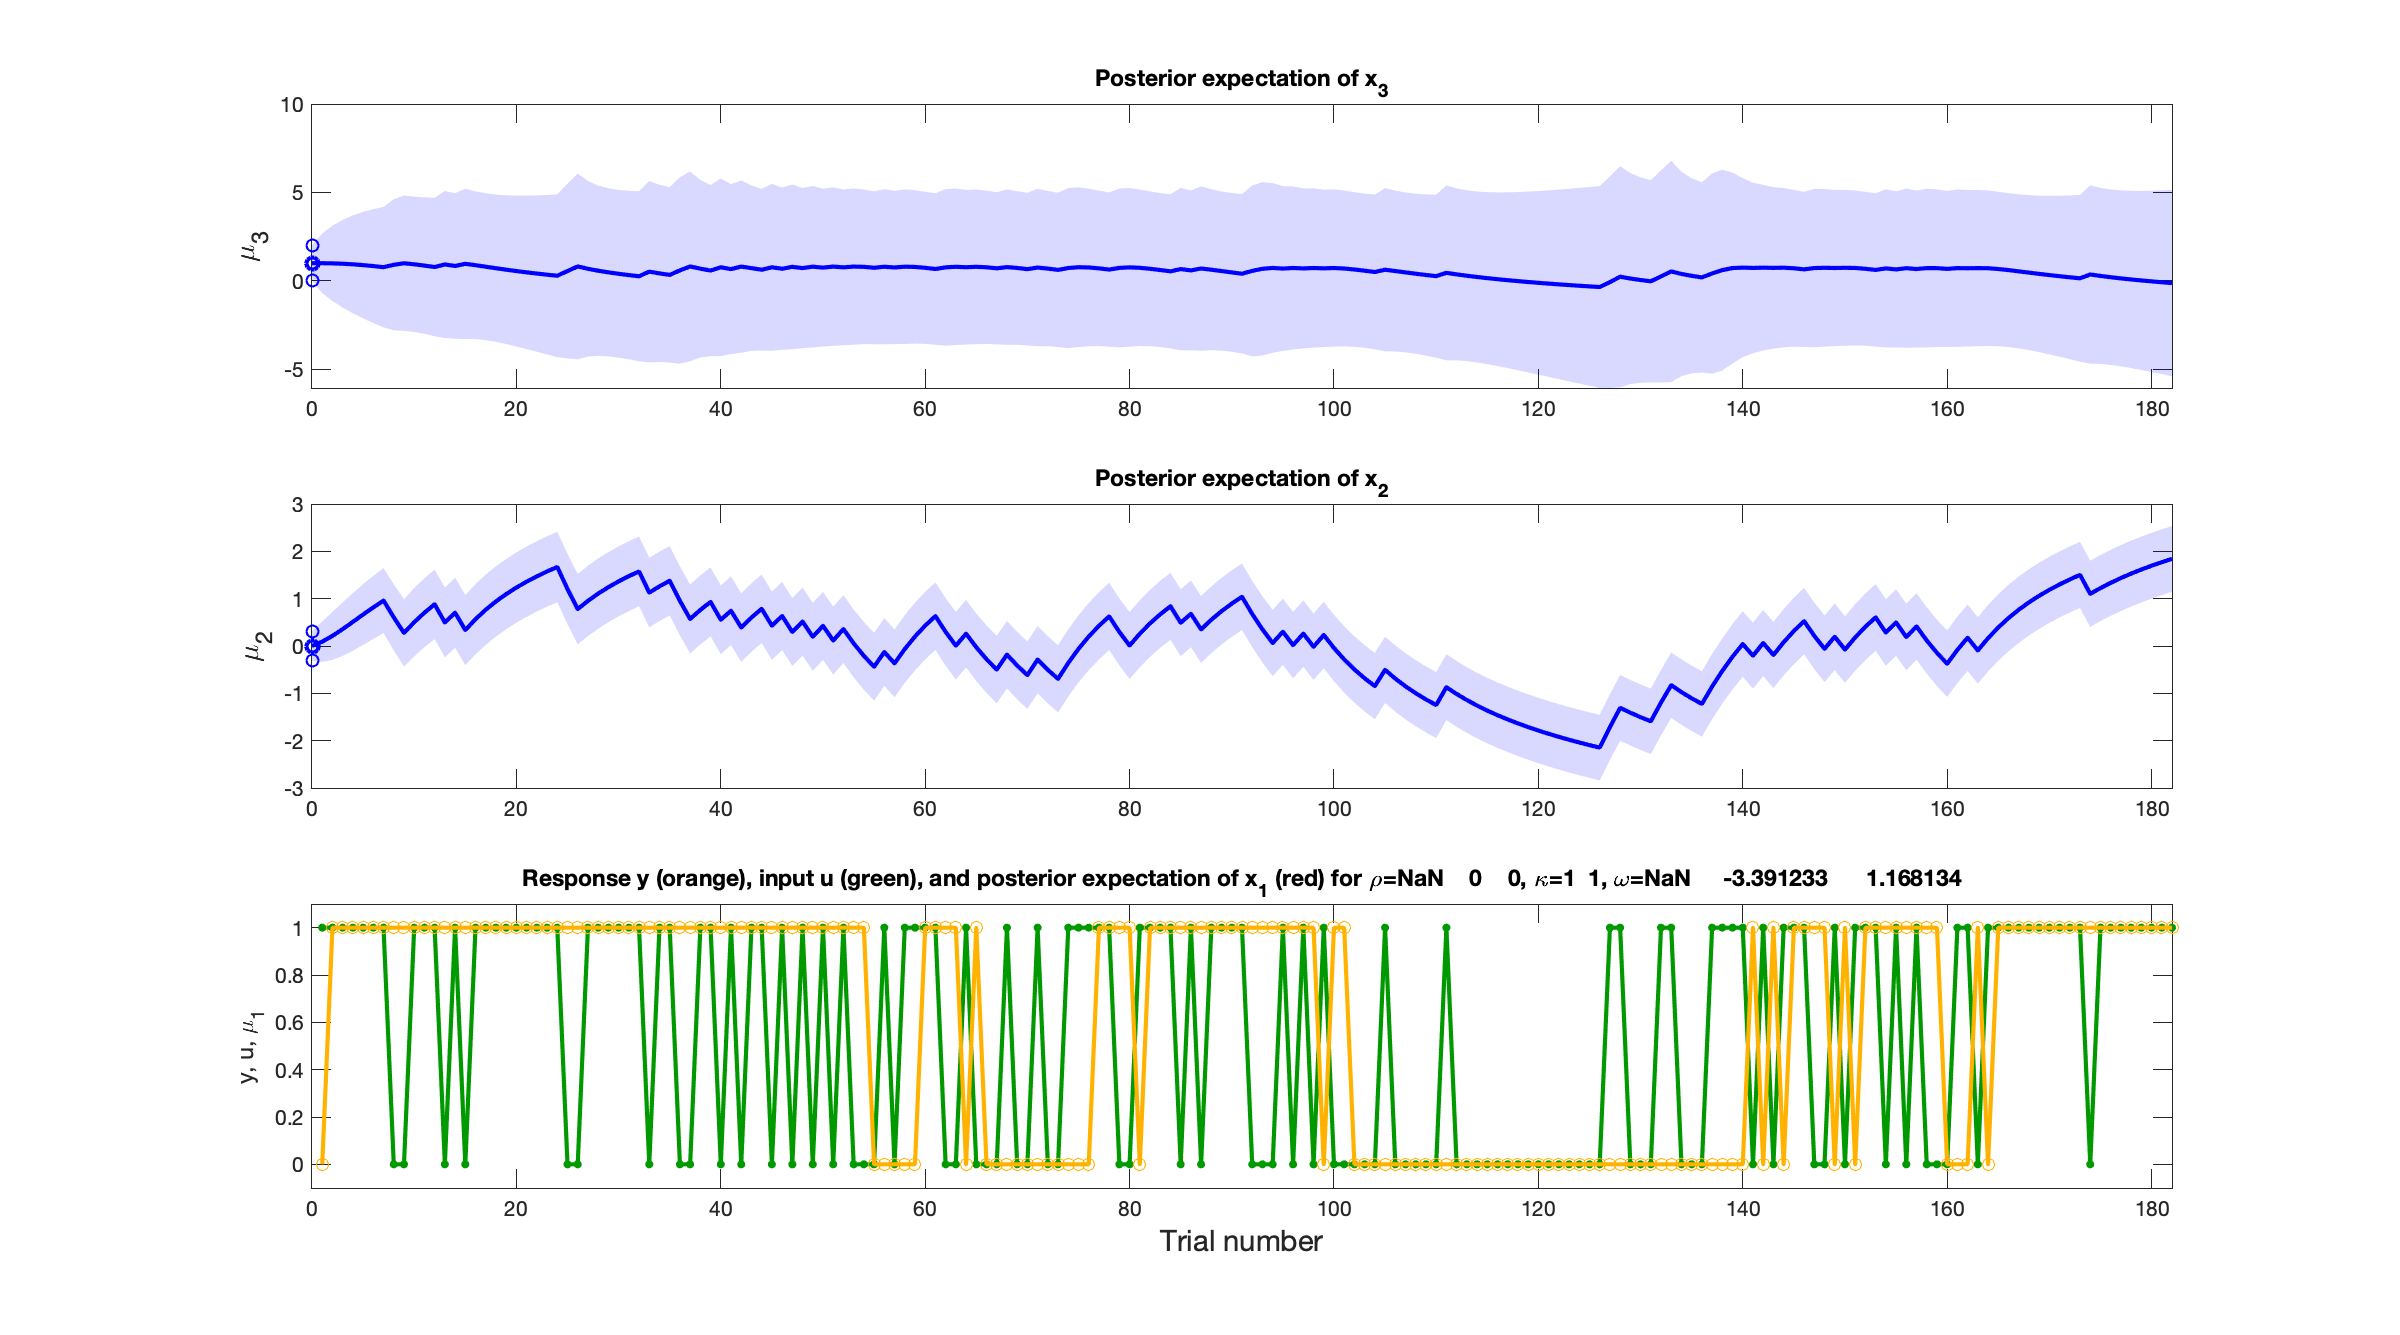 Posterior expectation of x3
10
5
0
-5
μ3
0 20 40 60 80 100 120 140 160 180
Posterior expectation of x2
3
2
1
0
-1
-2
-3
μ2
0 20 40 60 80 100 120 140 160 180
Response y (orange), input u (green), and posterior expectation of x1 (red) for ρ=NaN 0 0, κ=1 1, ω=NaN -3.391233 1.168134
1
0.8
0.6
0.4
0.2
0
y, u, μ1
0 20 40 60 80 100 120 140 160 180
Trial number